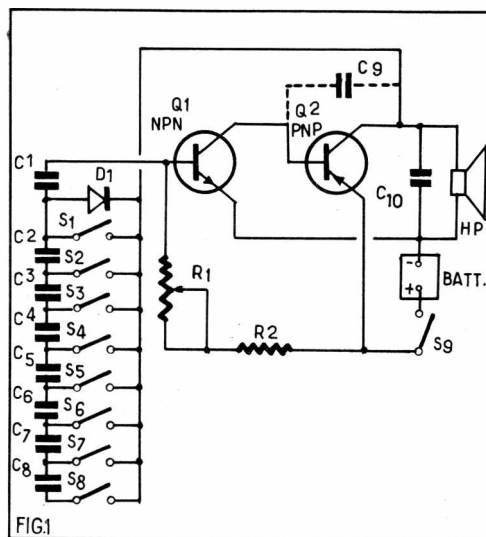 C9
Q1
NPN
Q2
PNP
C1
D1
S1
C10
HP
C2
S2
C3
S3
R1
BATT.
-
+
C4
S4
R2
S9
C5
S5
C6
S6
C7
S7
C8
S8
FIG.1